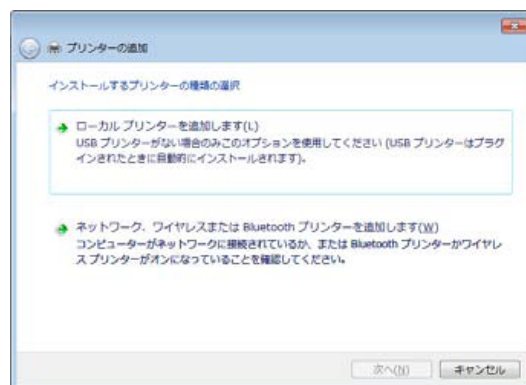 プリンターの追加
インストールするプリンターの種類の選択
ローカル プリンターを追加します(L)
USB プリンターがない場合のみこのオプションを使用してください (USB プリンターはプラグ
インされたときに自動的にインストールされます)。
ネットワーク、ワイヤレスまたは Bluetooth プリンターを追加します(W)
コンピューターがネットワークに接続されているか、または Bluetooth プリンターかワイヤレ
ス プリンターがオンになっていることを確認してください。
次へ(N)
キャンセル